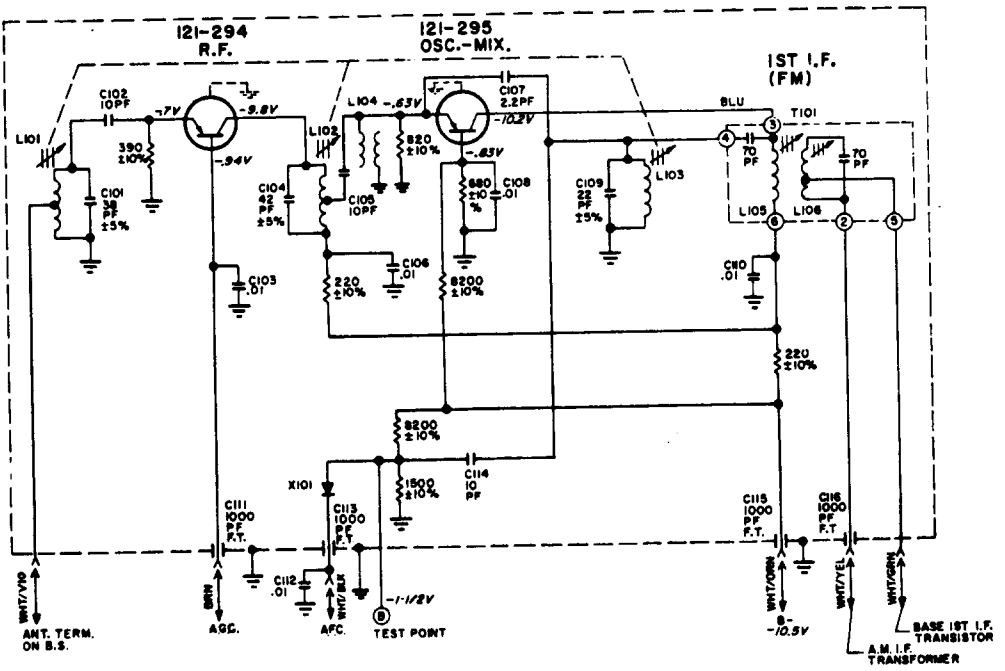 121-294
R.F.
121-295
OSC.-MIX.
1ST I.F.
(FM)
C102
10PF
-.7V
-9.8V
L104
-.63V
C107
2.2PF
-10.2V
BLU
T101
3
4
70
PF
70
PF
L101
390
±10%
-.94V
L102
820
±10%
-.83V
L103
C101
38
PF
±5%
C104
42
PF
±5%
C105
10PF
680
±10
%
C108
.01
C109
22
PF
±5%
L105
L106
6
2
5
C103
.01
220
±10%
C106
.01
8200
±10%
C110
.01
220
±10%
8200
±10%
X101
1500
±10%
C114
10
PF
C111
1000
PF
F.T.
C113
1000
PF
F.T.
C115
1000
PF
F.T.
C116
1000
PF
F.T.
C112
.01
WHT/VIO
BRN
WHT/BLK
WHT/ORN
WHT/YEL
WHT/GRN
-1-1/2V
B
TEST POINT
ANT. TERM.
ON B.S.
AGC.
AFC.
B-
-10.5V
BASE 1ST I.F.
TRANSISTOR
A.M. I.F.
TRANSFORMER